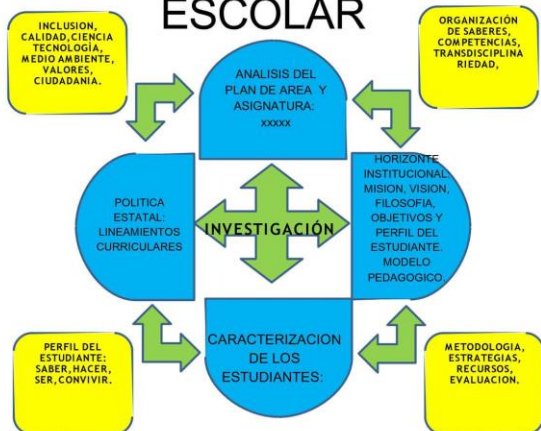 ESCOLAR
INCLUSION,
CALIDAD,CIENCIA
TECNOLOGÍA,
MEDIO AMBIENTE,
VALORES,
CIUDADANIA.
ORGANIZACIÓN
DE SABERES,
COMPETENCIAS,
TRANSDISCIPLINA
RIEDAD,
ANALISIS DEL
PLAN DE AREA Y
ASIGNATURA:
xxxxx
POLITICA
ESTATAL:
LINEAMIENTOS
CURRICULARES
INVESTIGACIÓN
HORIZONTE
INSTITUCIONAL:
MISION, VISION,
FILOSOFIA,
OBJETIVOS Y
PERFIL DEL
ESTUDIANTE.
MODELO
PEDAGOGICO.
CARACTERIZACION
DE LOS
ESTUDIANTES:
PERFIL DEL
ESTUDIANTE:
SABER, HACER,
SER, CONVIVIR.
METODOLOGIA,
ESTRATEGIAS,
RECURSOS,
EVALUACION.